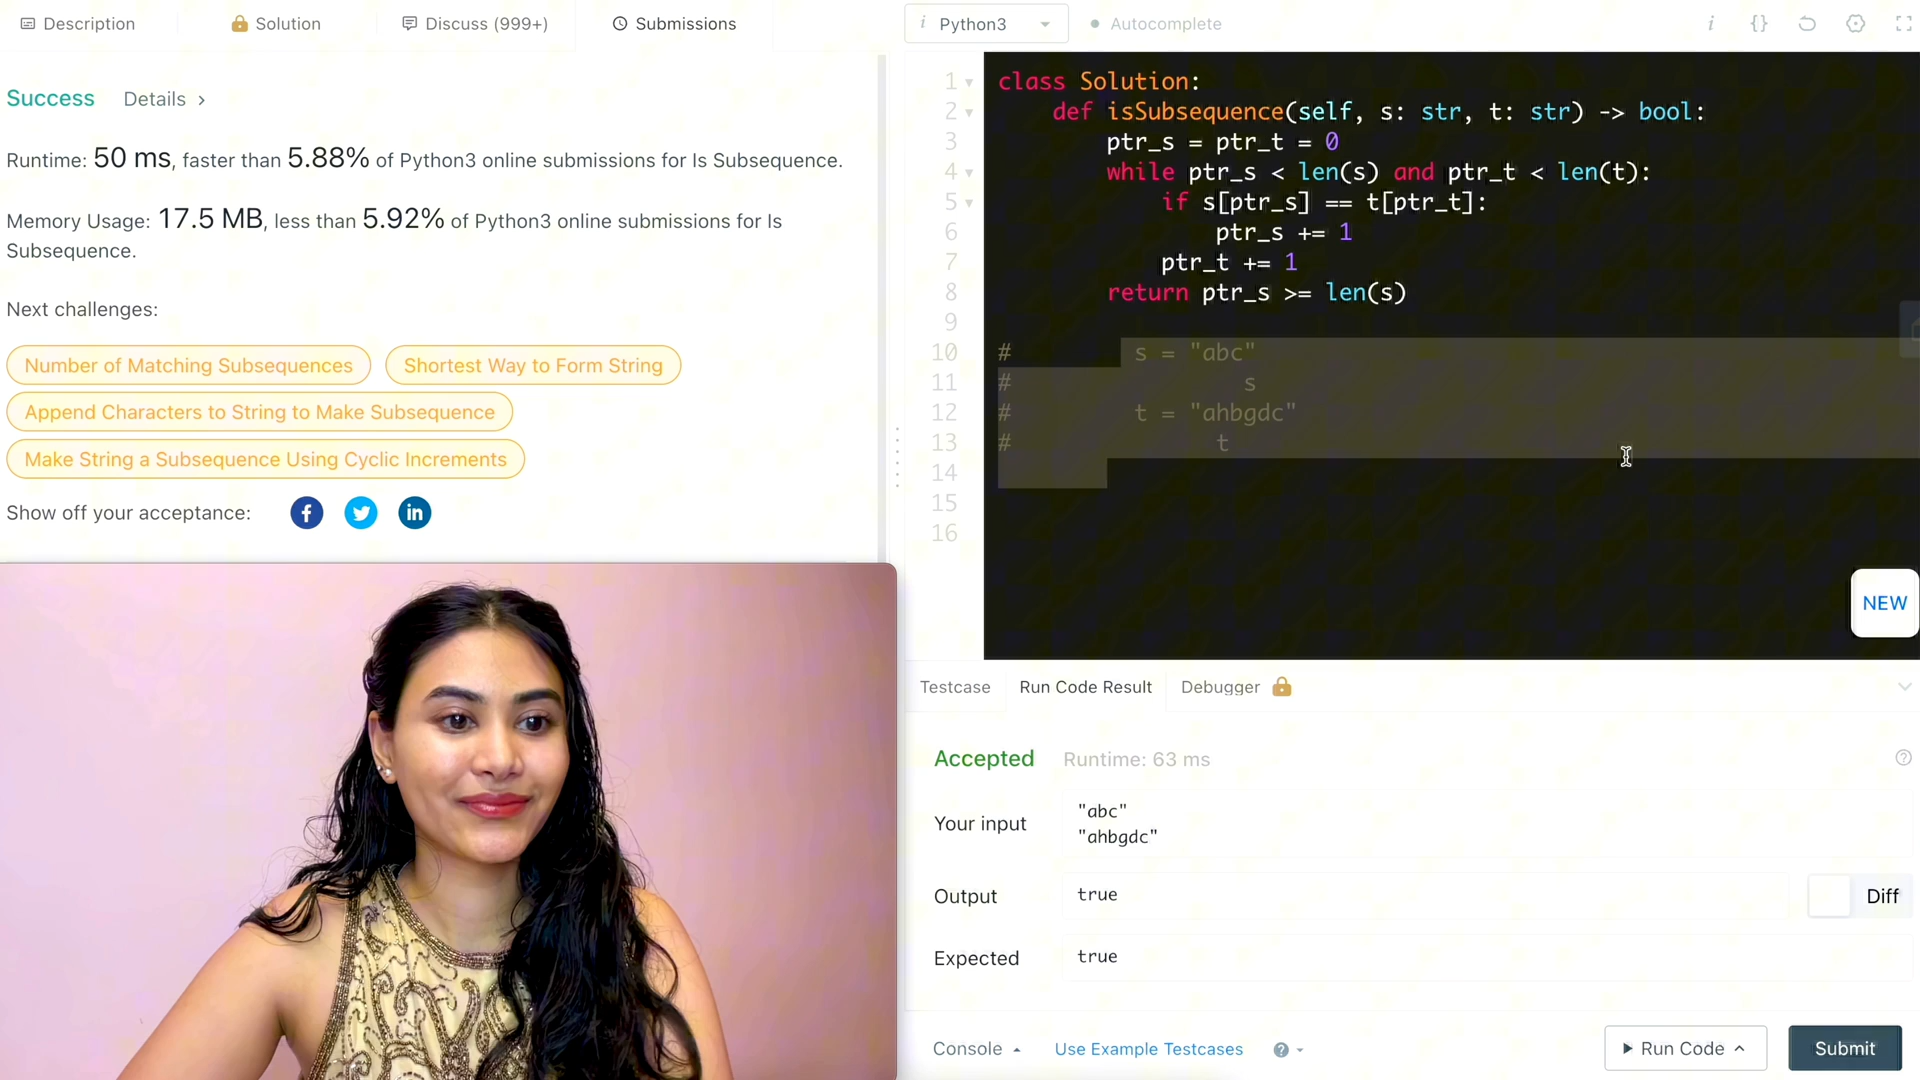 Description
Solution
Discuss (999+)
Submissions
i Python3
Autocomplete
i {}
Success Details >
Runtime: 50 ms, faster than 5.88% of Python3 online submissions for Is Subsequence.
Memory Usage: 17.5 MB, less than 5.92% of Python3 online submissions for Is
Subsequence.
Next challenges:
Number of Matching Subsequences
Shortest Way to Form String
Append Characters to String to Make Subsequence
Make String a Subsequence Using Cyclic Increments
Show off your acceptance: f in
1 class Solution:
2 def isSubsequence(self, s: str, t: str) -> bool:
3 ptr_s = ptr_t = 0
4 while ptr_s < len(s) and ptr_t < len(t):
5 if s[ptr_s] == t[ptr_t]:
6 ptr_s += 1
7 ptr_t += 1
8 return ptr_s >= len(s)
9
10 # s = "abc"
11 # s
12 # t = "ahbgdc"
13 # t
14
15
16
NEW
Testcase
Run Code Result
Debugger
Accepted Runtime: 63 ms
?
Your input
"abc"
"ahbgdc"
Output
true
Diff
Expected
true
Console
Use Example Testcases
?
Run Code
Submit